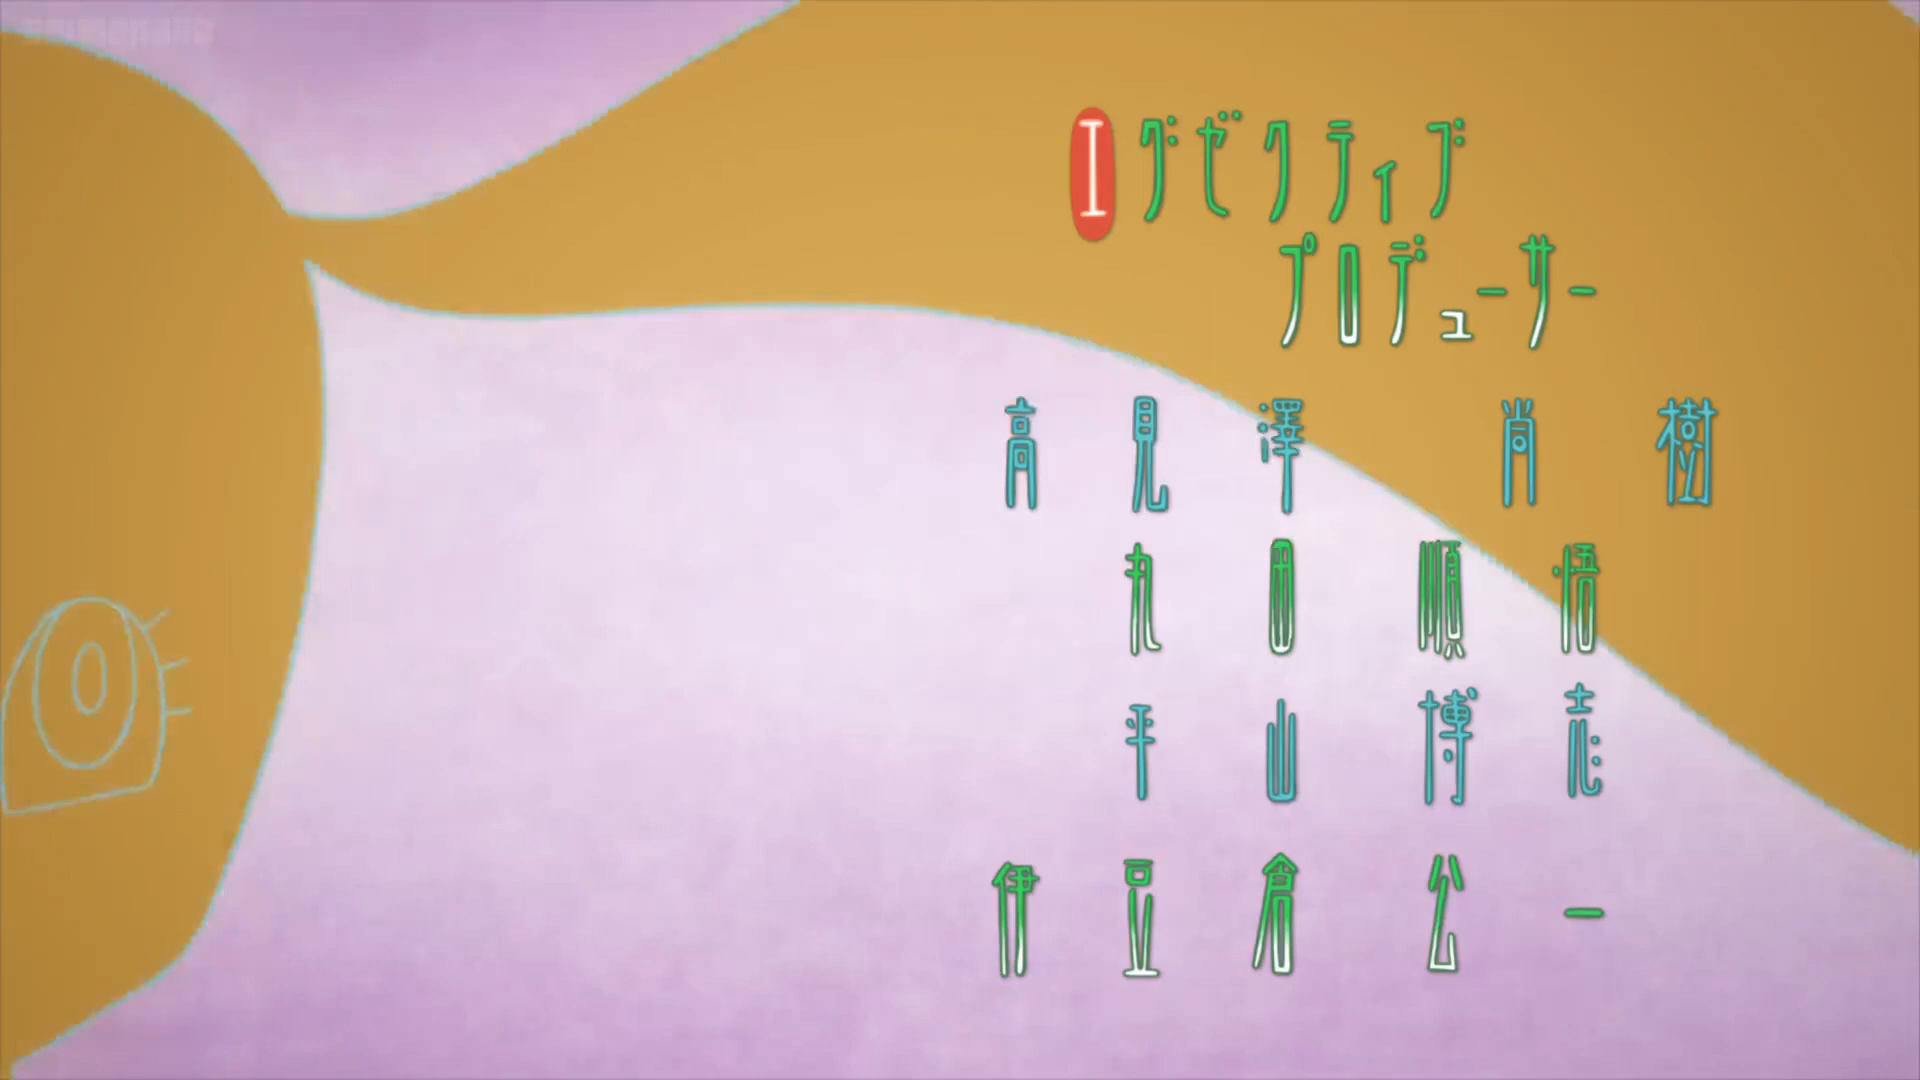 エグゼクティブ
プロデューサー
高見澤 尚樹
丸田順悟
平山博志
伊豆倉公一